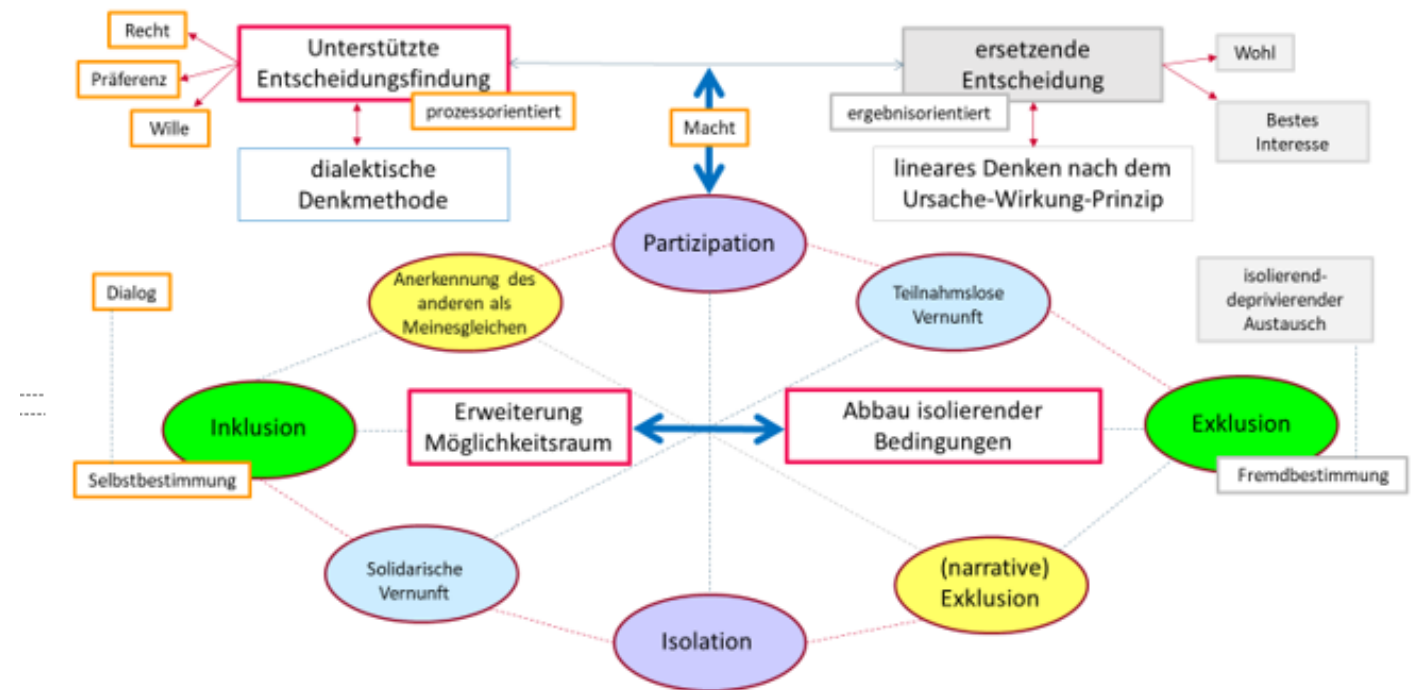 Recht
Präferenz
Wille
Unterstützte
Entscheidungsfindung
prozessorientiert
dialektische
Denkmethode
Macht
ersetzende
Entscheidung
ergebnisorientiert
lineares Denken nach dem
Ursache-Wirkung-Prinzip
Wohl
Bestes
Interesse
Partizipation
Anerkennung des
anderen als
Meinesgleichen
Teilnahmslose
Vernunft
Dialog
isolierend-
deprivierender
Austausch
Inklusion
Selbstbestimmung
Erweiterung
Möglichkeitsraum
Abbau isolierender
Bedingungen
Exklusion
Fremdbestimmung
Solidarische
Vernunft
(narrative)
Exklusion
Isolation